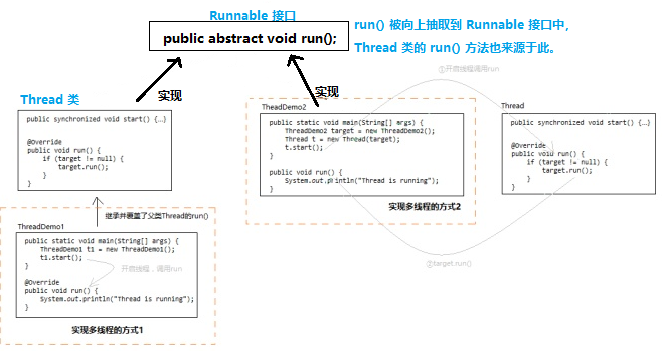 Runnable 接口
public abstract void run();
run() 被向上抽取到 Runnable 接口中,
Thread 类的 run() 方法也来源于此。
实现
实现
Thread 类
public synchronized void start() {…}
@Override
public void run() {
if (target != null) {
target.run();
}
}
继承并覆盖了父类Thread的run()
ThreadDemo1
public static void main(String[] args) {
ThreadDemo1 t1 = new ThreadDemo1();
t1.start();
开启线程，调用run
}
@Override
public void run() {
System.out.println("Thread is running");
}
实现多线程的方式1
TheadDemo2
public static void main(String[] args) {
ThreadDemo2 target = new ThreadDemo2();
Thread t = new Thread(target);
t.start();
}
public void run() {
System.out.println("Thread is running");
}
实现多线程的方式2
①开启线程调用run
Thread
public synchronized void start() {…}
@Override
public void run() {
if (target != null) {
target.run();
}
}
②target.run()